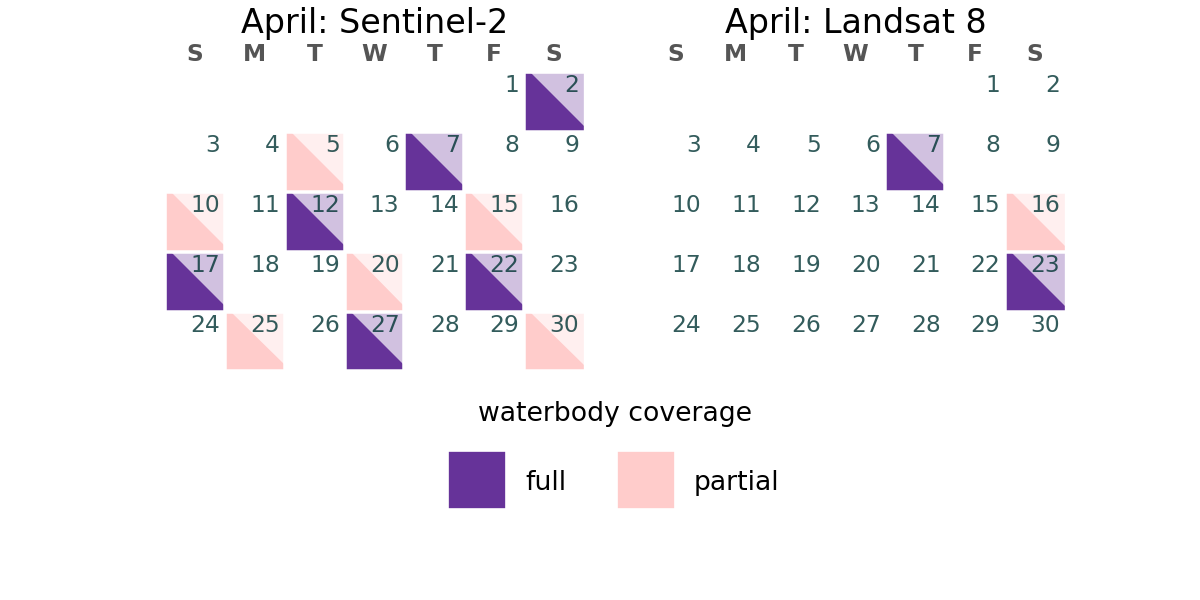 April: Sentinel-2
S M T W T F S
1 2
3 4 5 6 7 8 9
10 11 12 13 14 15 16
17 18 19 20 21 22 23
24 25 26 27 28 29 30
April: Landsat 8
S M T W T F S
1 2
3 4 5 6 7 8 9
10 11 12 13 14 15 16
17 18 19 20 21 22 23
24 25 26 27 28 29 30
waterbody coverage
full partial